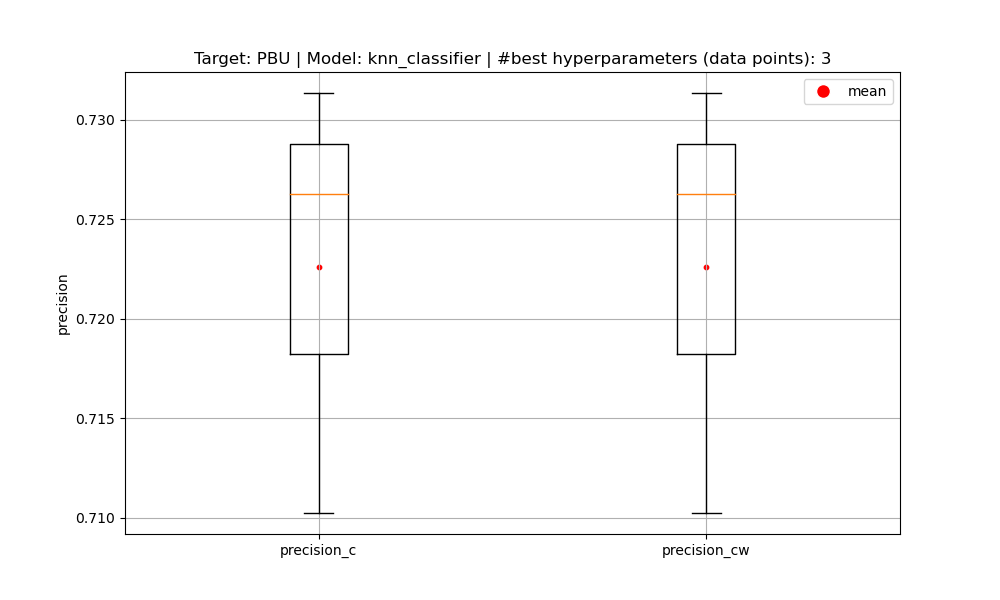 Target: PBU | Model: knn_classifier | #best hyperparameters (data points): 3
mean
0.730
0.725
0.720
0.715
0.710
precision
precision_c
precision_cw